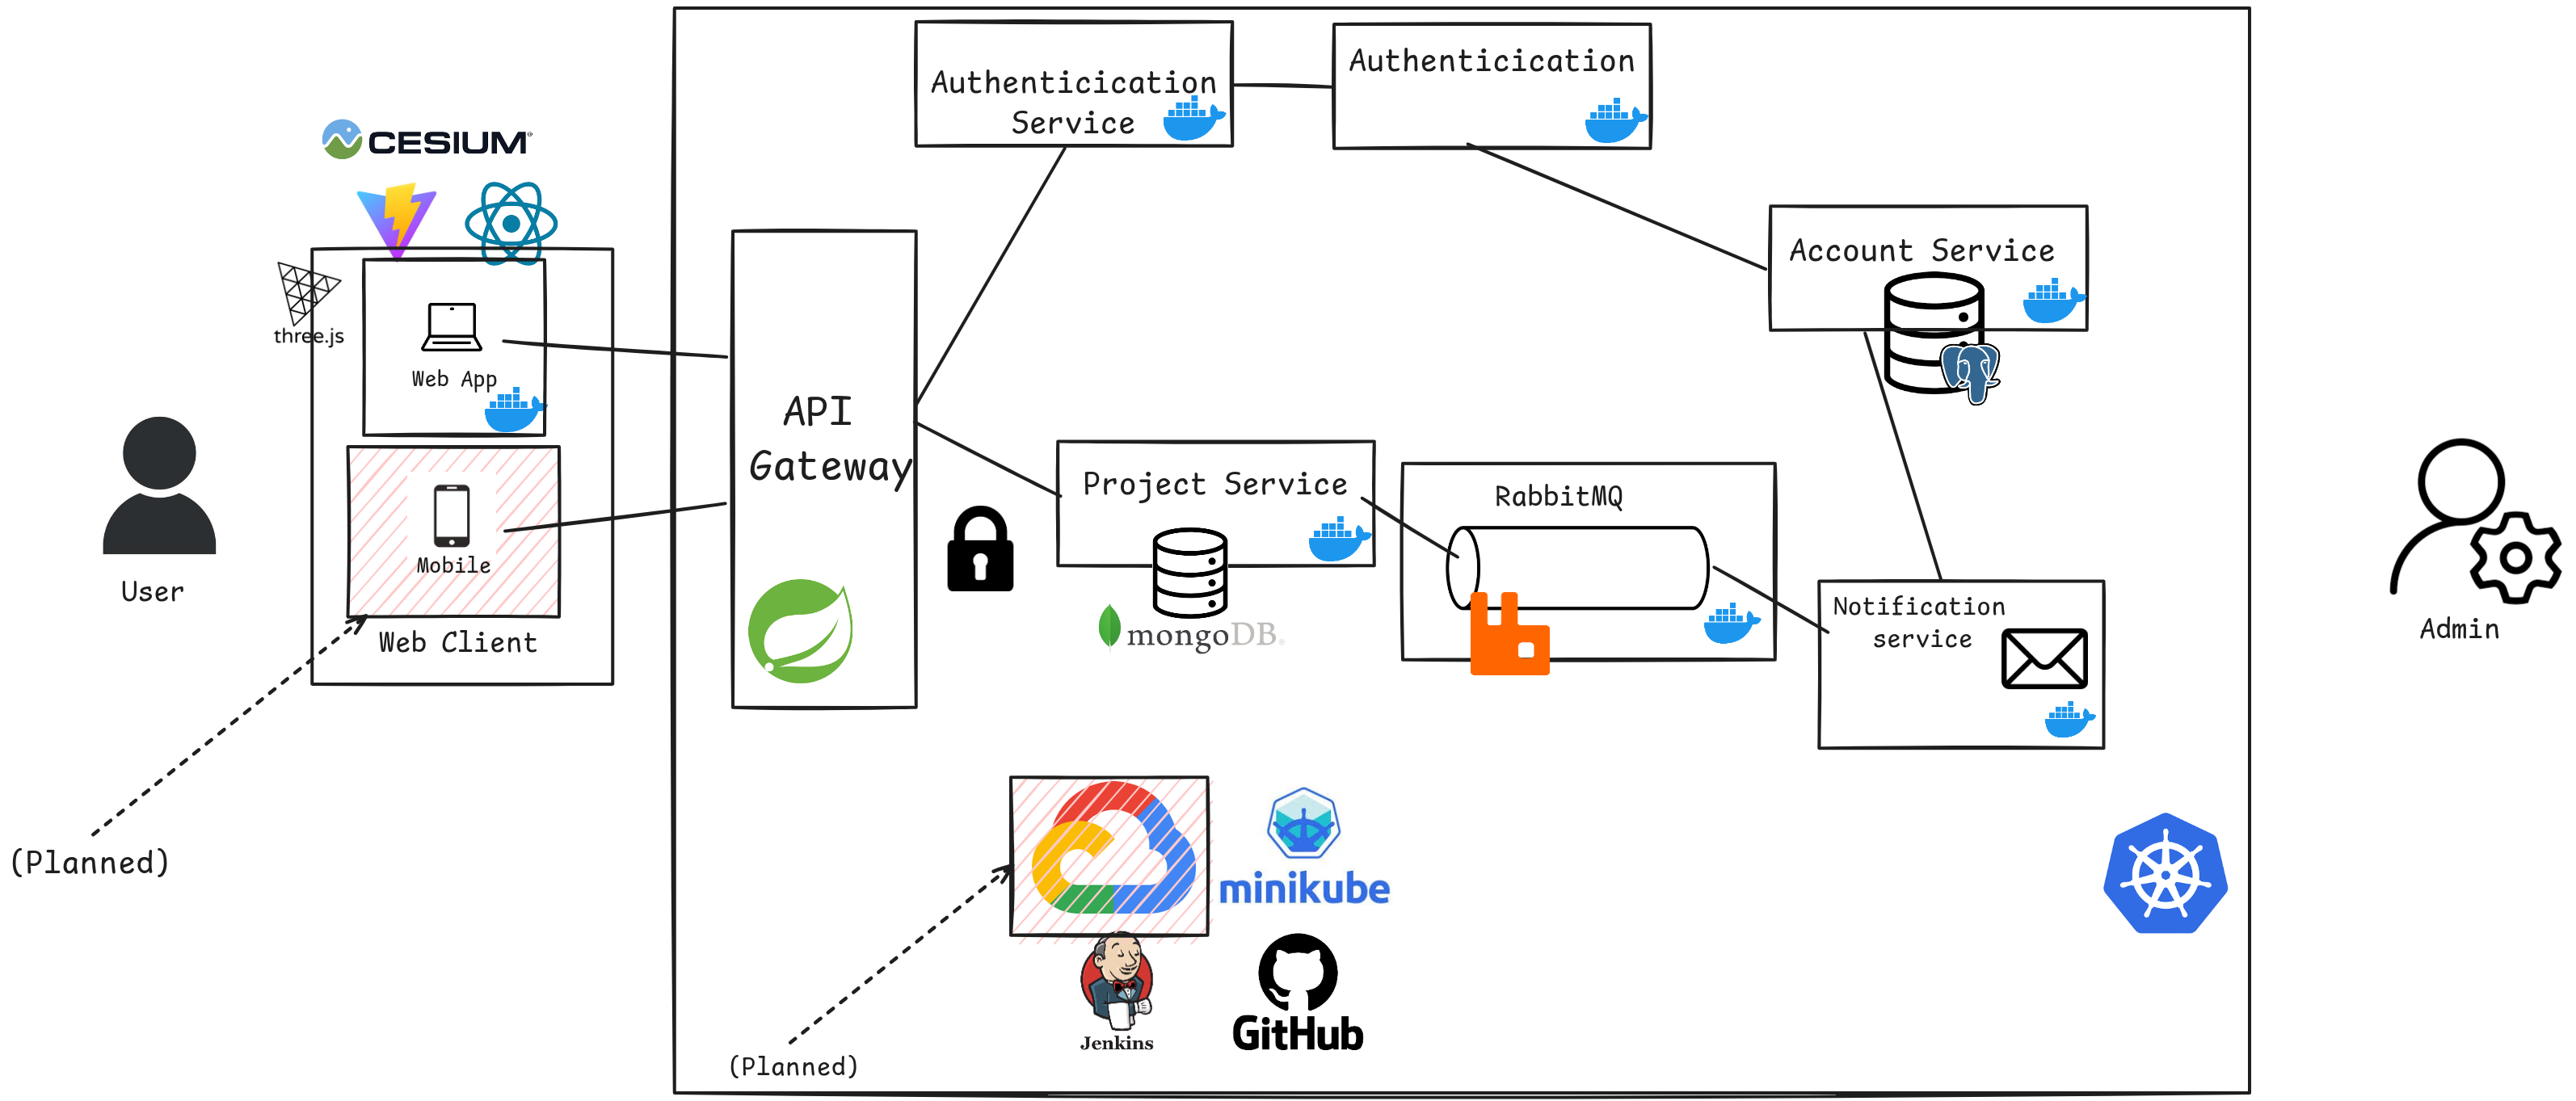 CESIUM
three.js
Web App
Mobile
Web Client
User
(Planned)
API
Gateway
Authenticication
Service
Authenticication
Account Service
Project Service
mongoDB
RabbitMQ
Notification
service
Admin
minikube
Jenkins
GitHub
(Planned)